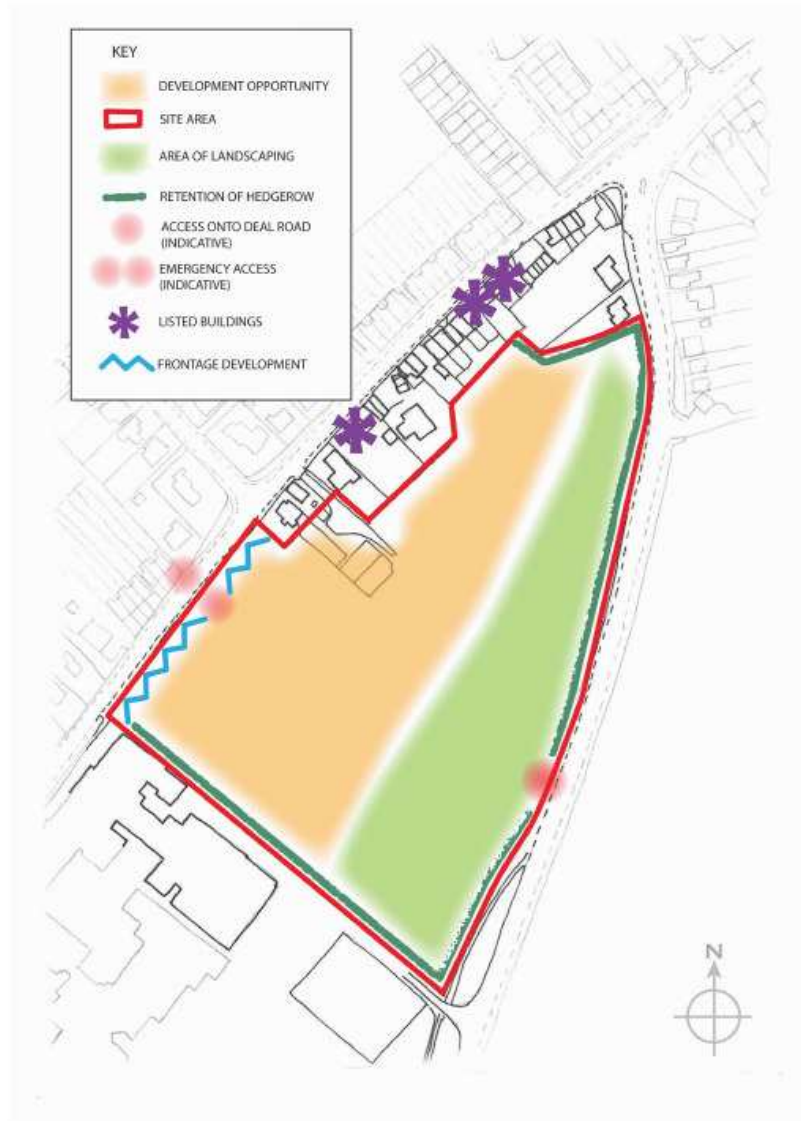 KEY
DEVELOPMENT OPPORTUNITY
SITE AREA
AREA OF LANDSCAPING
RETENTION OF HEDGEROW
ACCESS ONTO DEAL ROAD
(INDICATIVE)
EMERGENCY ACCESS
(INDICATIVE)
LISTED BUILDINGS
FRONTAGE DEVELOPMENT
N